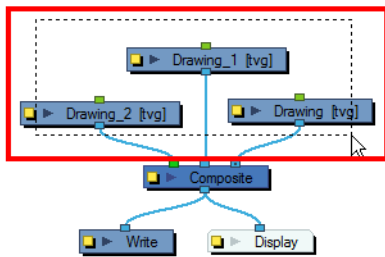 Drawing_1 [tvg]
Drawing_2 [tvg]
Drawing [tvg]
Composite
Write
Display